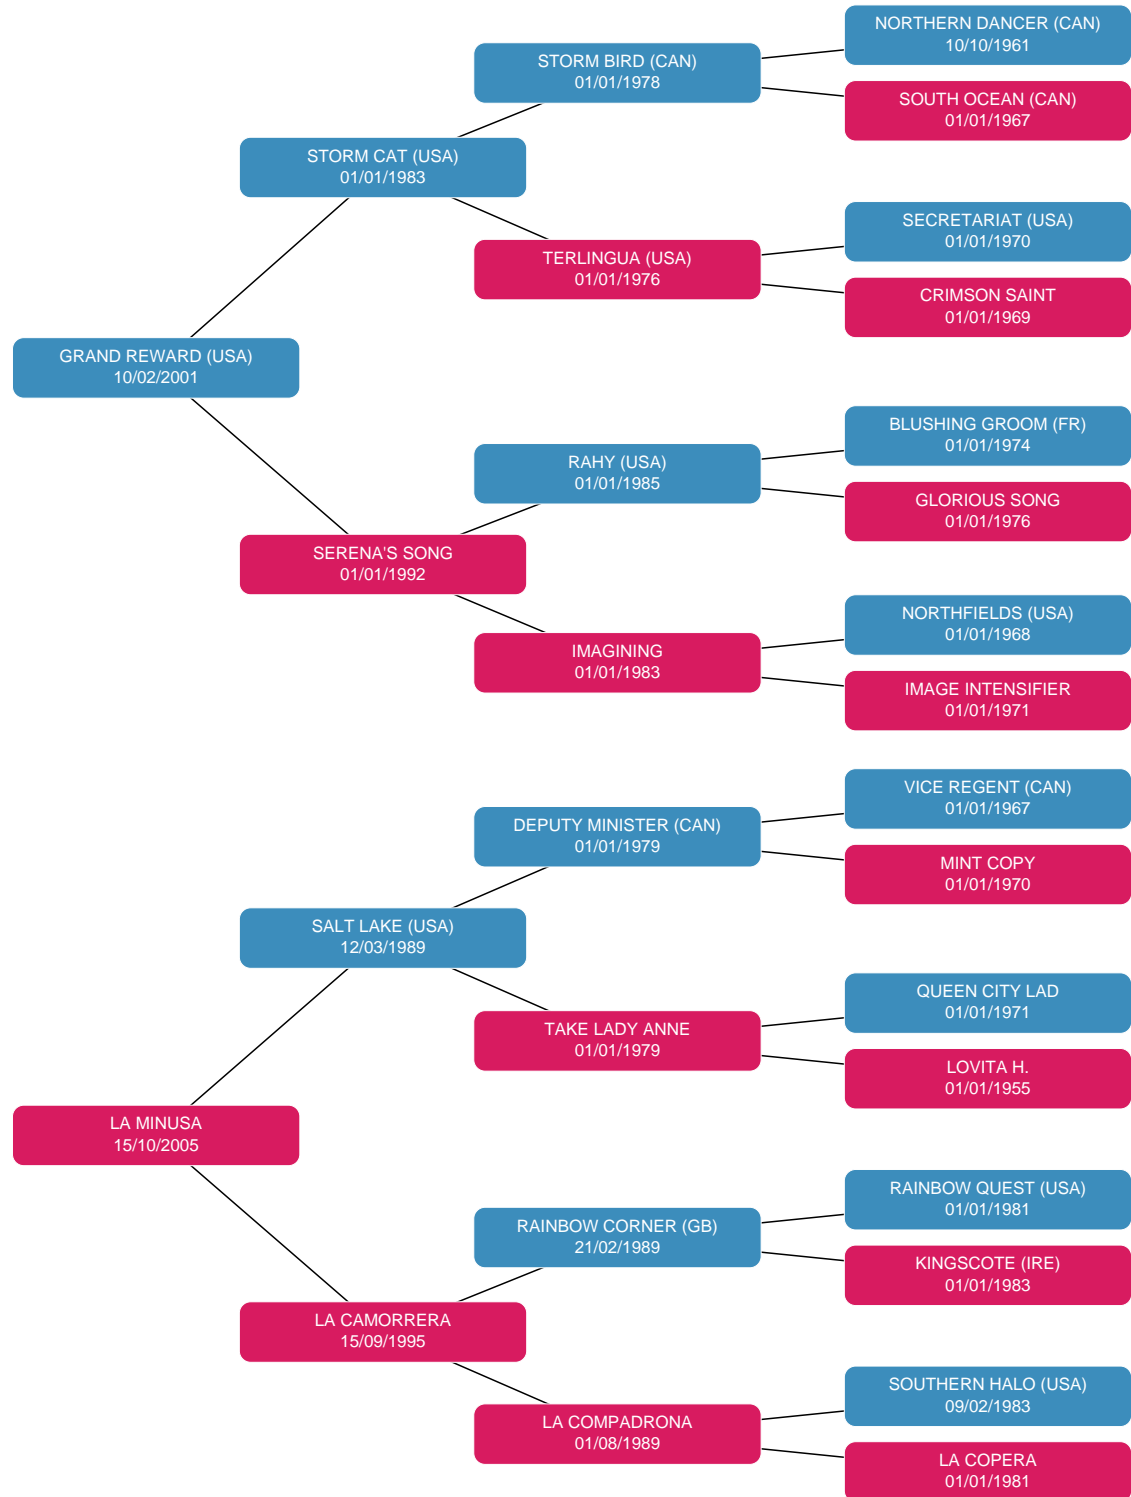 NORTHERN DANCER (CAN)
10/10/1961
STORM BIRD (CAN)
01/01/1978
SOUTH OCEAN (CAN)
01/01/1967
STORM CAT (USA)
01/01/1983
SECRETARIAT (USA)
01/01/1970
TERLINGUA (USA)
01/01/1976
CRIMSON SAINT
01/01/1969
GRAND REWARD (USA)
10/02/2001
BLUSHING GROOM (FR)
01/01/1974
RAHY (USA)
01/01/1985
GLORIOUS SONG
01/01/1976
SERENA'S SONG
01/01/1992
NORTHFIELDS (USA)
01/01/1968
IMAGINING
01/01/1983
IMAGE INTENSIFIER
01/01/1971
VICE REGENT (CAN)
01/01/1967
DEPUTY MINISTER (CAN)
01/01/1979
MINT COPY
01/01/1970
SALT LAKE (USA)
12/03/1989
QUEEN CITY LAD
01/01/1971
TAKE LADY ANNE
01/01/1979
LOVITA H.
01/01/1955
LA MINUSA
15/10/2005
RAINBOW QUEST (USA)
01/01/1981
RAINBOW CORNER (GB)
21/02/1989
KINGSCOTE (IRE)
01/01/1983
LA CAMORRERA
15/09/1995
SOUTHERN HALO (USA)
09/02/1983
LA COMPADRONA
01/08/1989
LA COPERA
01/01/1981